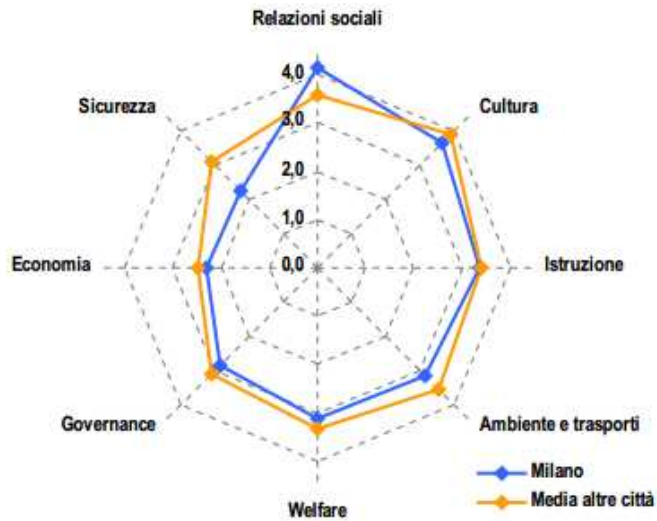 Relazioni sociali
4,0
Sicurezza
Cultura
3,0
2,0
1,0
Economia
0,0
Istruzione
Governance
Ambiente e trasporti
Milano
Media altre città
Welfare